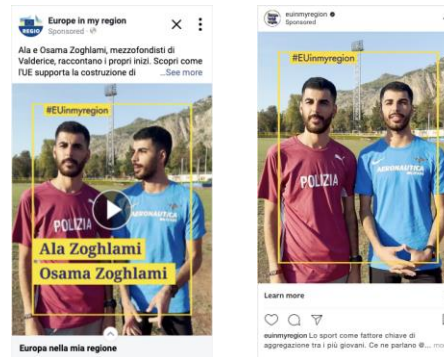 Europe in my region
Sponsored
REGIO
Ala e Osama Zoghlami, mezzofondisti di
Valderice, raccontano i propri inizi. Scopri come
l'UE supporta la costruzione di ...See more
#EUinmyregion
POLIZIA
AERONAUTICA
Ala Zoghlami
Osama Zoghlami
Europa nella mia regione
euinmyregion
Sponsored
#EUinmyregion
POLIZIA
AERONAUTICA
Learn more
euinmyregion Lo sport come fattore chiave di
aggregazione tra i più giovani. Ce ne parlano @...